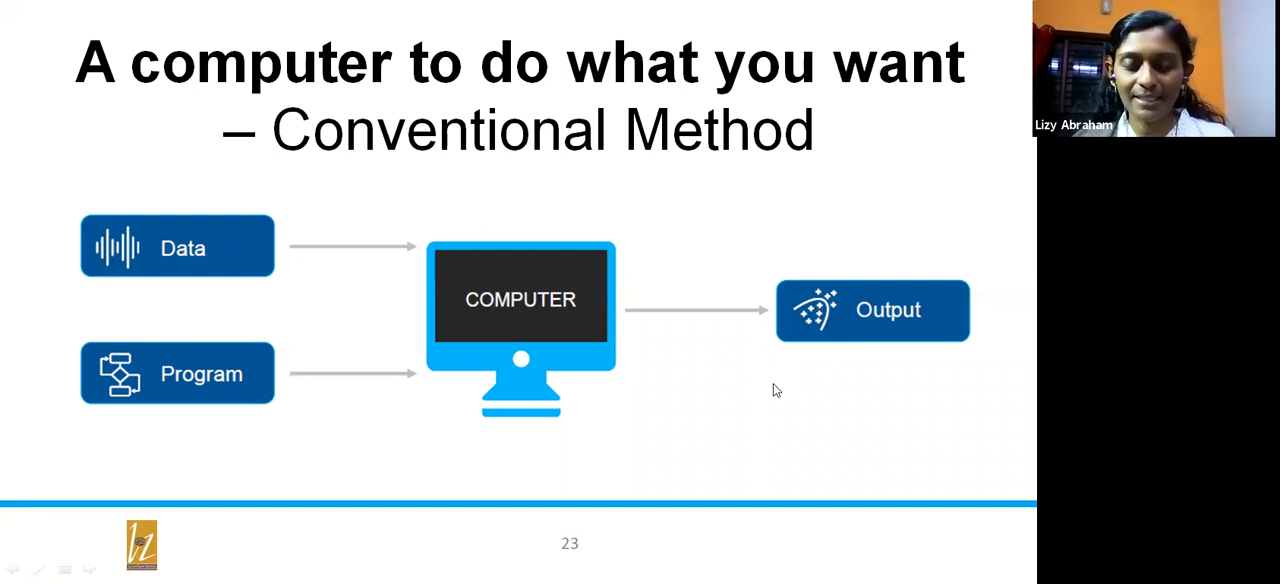 A computer to do what you want
– Conventional Method
Lizy Abraham
Data
COMPUTER
Output
Program
23